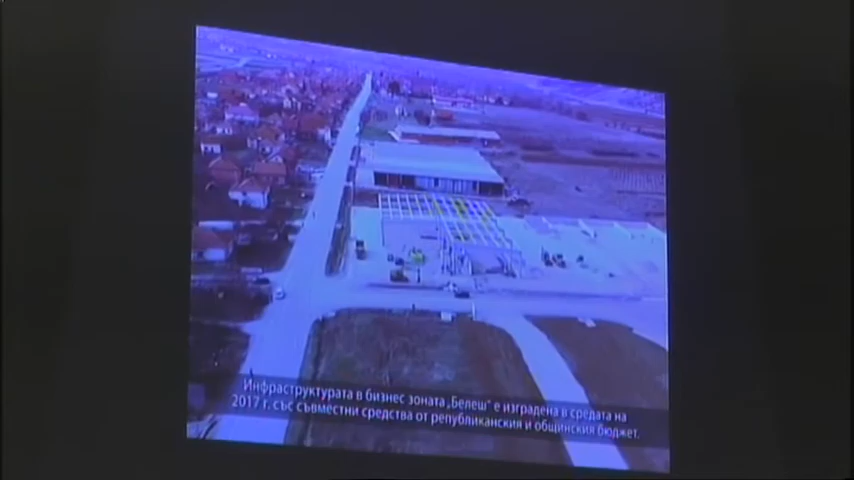 Инфраструктурата в бизнес зоната „Белеш" е изградена в средата на
2017 г. със съвместни средства от републиканския и общинския бюджет.